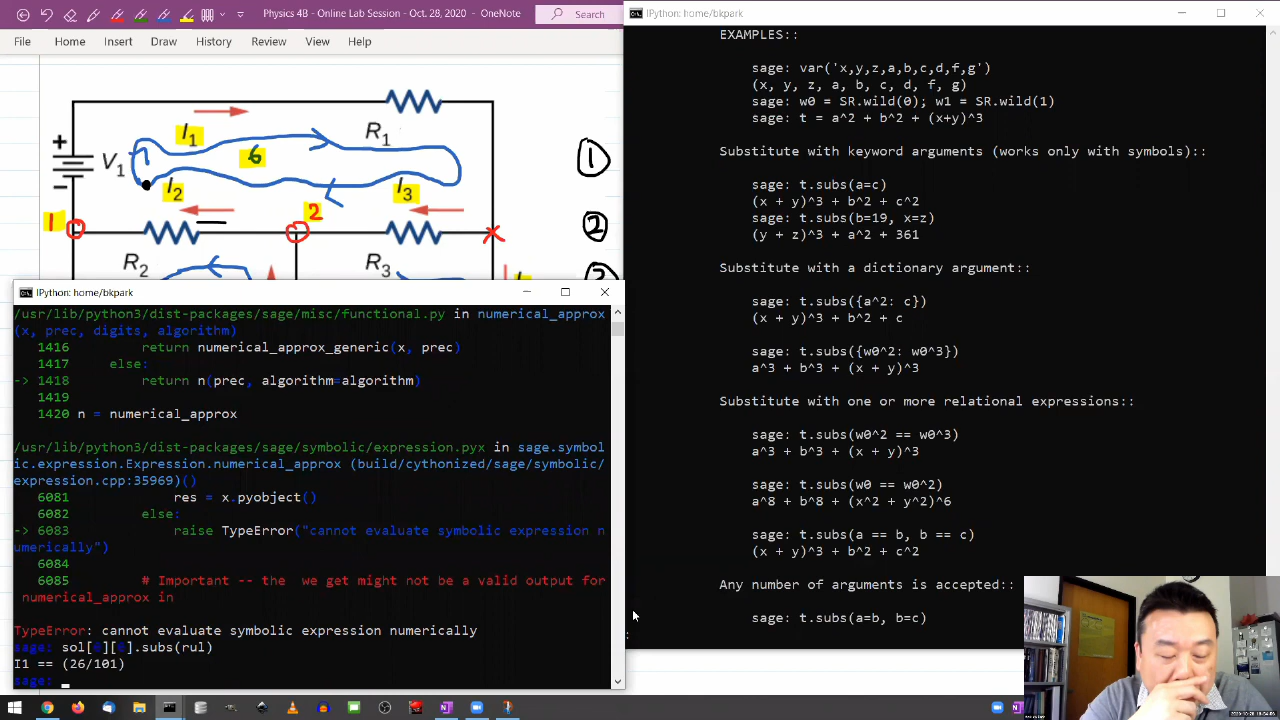 Physics 4B - Online Lab Session - Oct. 28, 2020 - OneNote
Search
File Home Insert Draw History Review View Help
+
V1
-
I1
6
R1
I2
I3
1
2
R2
R3
1
2
IPython: home/bkpark
/usr/lib/python3/dist-packages/sage/misc/functional.py in numerical_approx
(x, prec, digits, algorithm)
1416 return numerical_approx_generic(x, prec)
1417 else:
-> 1418 return n(prec, algorithm=algorithm)
1419
1420 n = numerical_approx
/usr/lib/python3/dist-packages/sage/symbolic/expression.pyx in sage.symbol
ic.expression.Expression.numerical_approx (build/cythonized/sage/symbolic/
expression.cpp:35969)()
6081 res = x.pyobject()
6082 else:
-> 6083 raise TypeError("cannot evaluate symbolic expression n
umerically")
6084
6085 # Important -- the  we get might not be a valid output for
numerical_approx in
TypeError: cannot evaluate symbolic expression numerically
sage: sol[0][0].subs(rul)
I1 == (26/101)
sage:
IPython: home/bkpark
EXAMPLES::
sage: var('x,y,z,a,b,c,d,f,g')
(x, y, z, a, b, c, d, f, g)
sage: w0 = SR.wild(0); w1 = SR.wild(1)
sage: t = a^2 + b^2 + (x+y)^3
Substitute with keyword arguments (works only with symbols)::
sage: t.subs(a=c)
(x + y)^3 + b^2 + c^2
sage: t.subs(b=19, x=z)
(y + z)^3 + a^2 + 361
Substitute with a dictionary argument::
sage: t.subs({a^2: c})
(x + y)^3 + b^2 + c
sage: t.subs({w0^2: w0^3})
a^3 + b^3 + (x + y)^3
Substitute with one or more relational expressions::
sage: t.subs(w0^2 == w0^3)
a^3 + b^3 + (x + y)^3
sage: t.subs(w0 == w0^2)
a^8 + b^8 + (x^2 + y^2)^6
sage: t.subs(a == b, b == c)
(x + y)^3 + b^2 + c^2
Any number of arguments is accepted::
sage: t.subs(a=b, b=c)
: